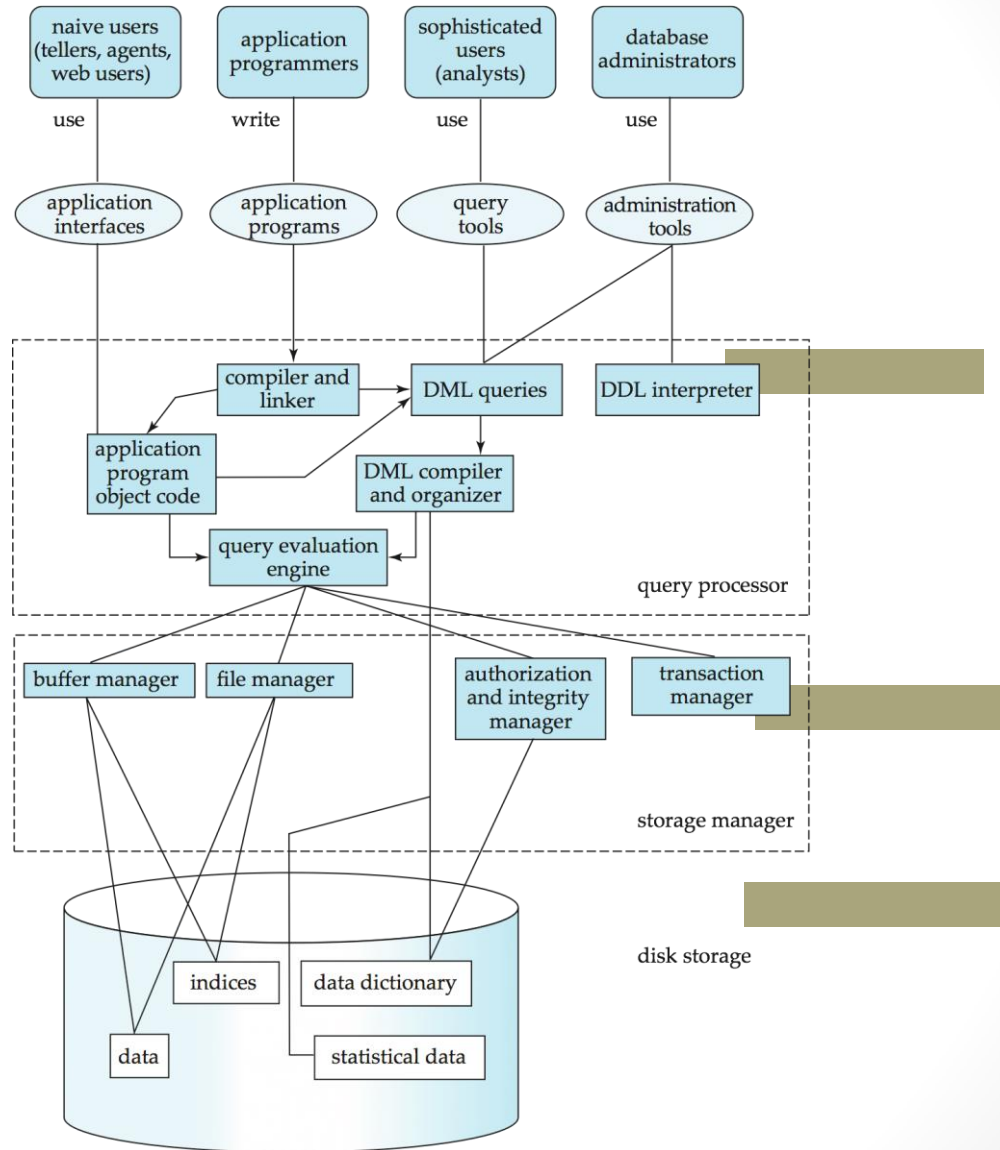 naive users
(tellers, agents,
web users)
application
programmers
sophisticated
users
(analysts)
database
administrators
use
write
use
use
application
interfaces
application
programs
query
tools
administration
tools
compiler and
linker
DML queries
DDL interpreter
application
program
object code
DML compiler
and organizer
query evaluation
engine
query processor
buffer manager
file manager
authorization
and integrity
manager
transaction
manager
storage manager
disk storage
indices
data dictionary
data
statistical data